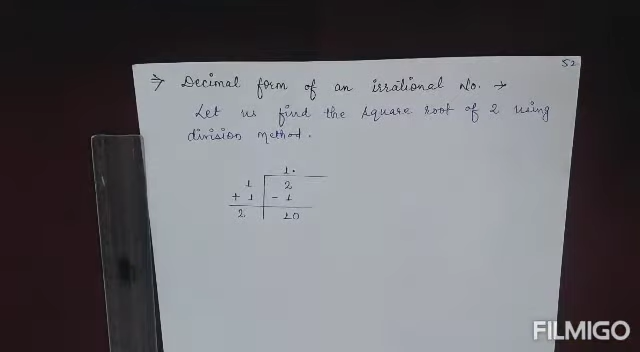 52
⇒ Decimal form of an irrational No. →
Let us find the square root of 2 using
division method.
1.
1 2
+ 1 - 1
2 10
FILMIGO